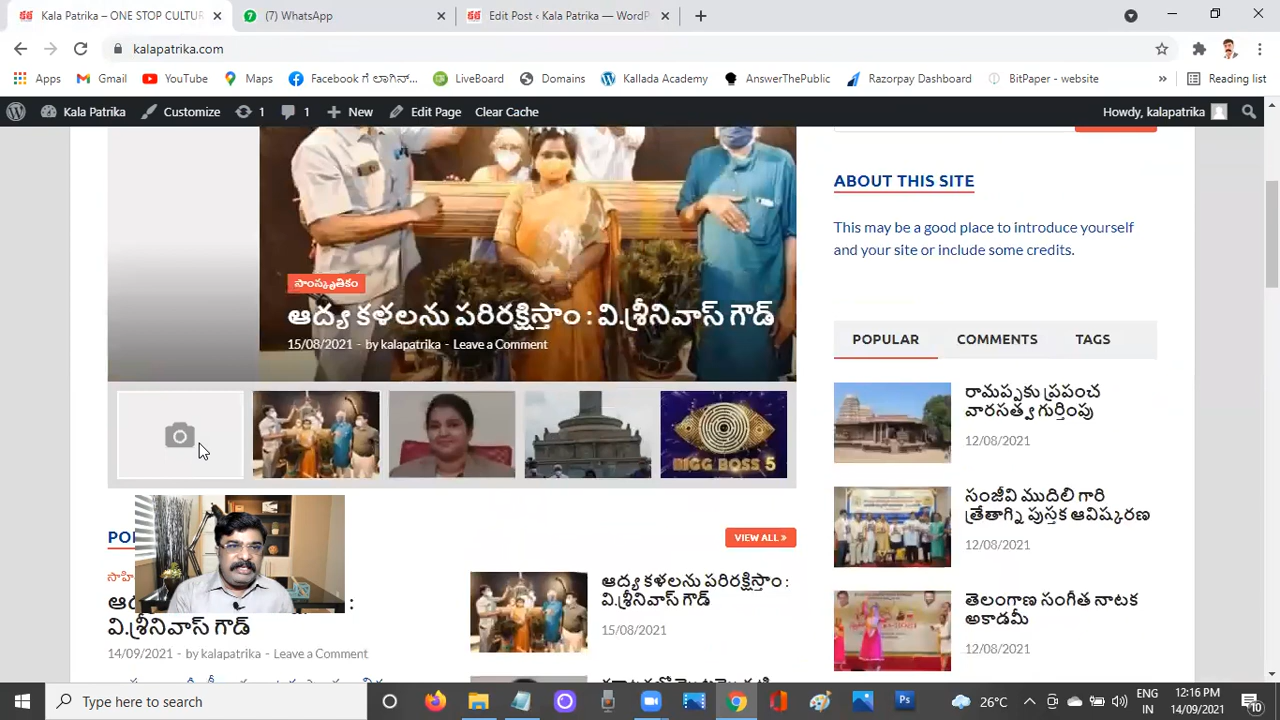 Kala Patrika – ONE STOP CULTUR
(7) WhatsApp
Edit Post ‹ Kala Patrika — WordP
kalapatrika.com
Apps
Gmail
YouTube
Maps
Facebook ಗೆ ಲಾಗಿನ್...
LiveBoard
Domains
Kallada Academy
AnswerThePublic
Razorpay Dashboard
BitPaper - website
»
Reading list
Kala Patrika
Customize
1
1
New
Edit Page
Clear Cache
Howdy, kalapatrika
సాంస్కృతికం
ఆద్య కళలను పరిరక్షిస్తాం : వి.శ్రీనివాస్ గౌడ్
15/08/2021 - by kalapatrika - Leave a Comment
BIGG BOSS 5
ABOUT THIS SITE
This may be a good place to introduce yourself
and your site or include some credits.
POPULAR
COMMENTS
TAGS
రామప్పకు ప్రపంచ
వారసత్వ గుర్తింపు
12/08/2021
సంజీవి ముదిలి గారి
త్రేతాగ్ని పుస్తక ఆవిష్కరణ
12/08/2021
తెలంగాణ సంగీత నాటక
అకాడమీ
12/08/2021
VIEW ALL »
:
వి.శ్రీనివాస్ గౌడ్
14/09/2021 - by kalapatrika - Leave a Comment
ఆద్య కళలను పరిరక్షిస్తాం :
వి.శ్రీనివాస్ గౌడ్
15/08/2021
Type here to search
26°C
ENG
IN
12:16 PM
14/09/2021
10